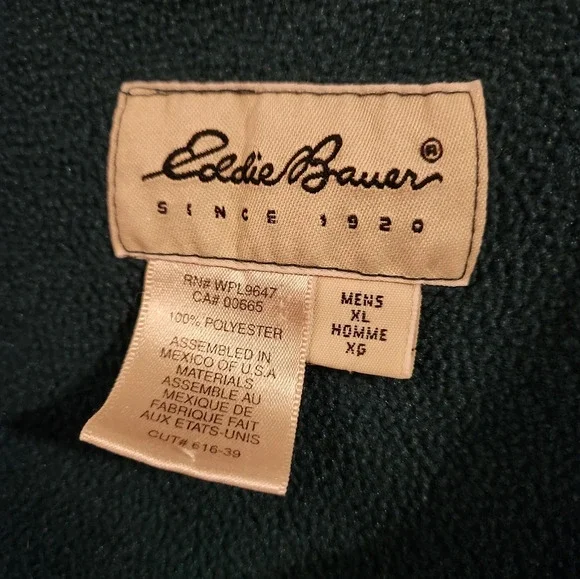 Eddie Bauer®
SINCE 1920
RN# WPL9647
CA# 00665
100% POLYESTER
ASSEMBLED IN
MEXICO OF U.S.A
MATERIALS
ASSEMBLE AU
MEXIQUE DE
FABRIQUE FAIT
AUX ETATS-UNIS
CUT# 616-39
MENS
XL
HOMME
XG